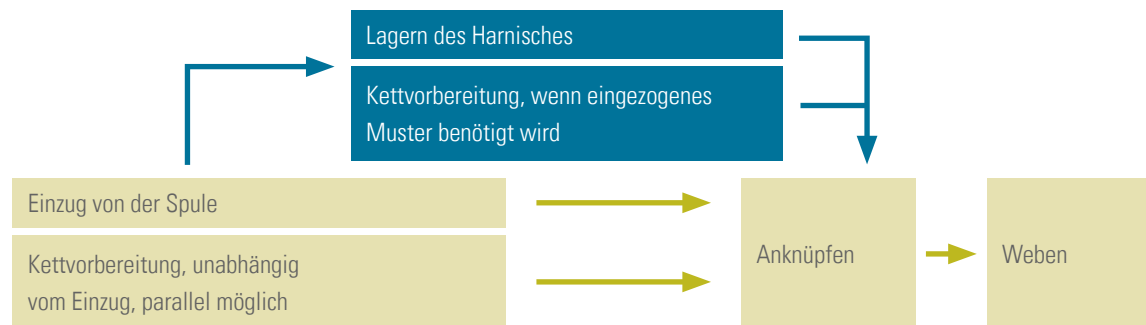 Lagern des Harnisches
Kettvorbereitung, wenn eingezogenes
Muster benötigt wird
Einzug von der Spule
Kettvorbereitung, unabhängig
vom Einzug, parallel möglich
Anknüpfen
Weben